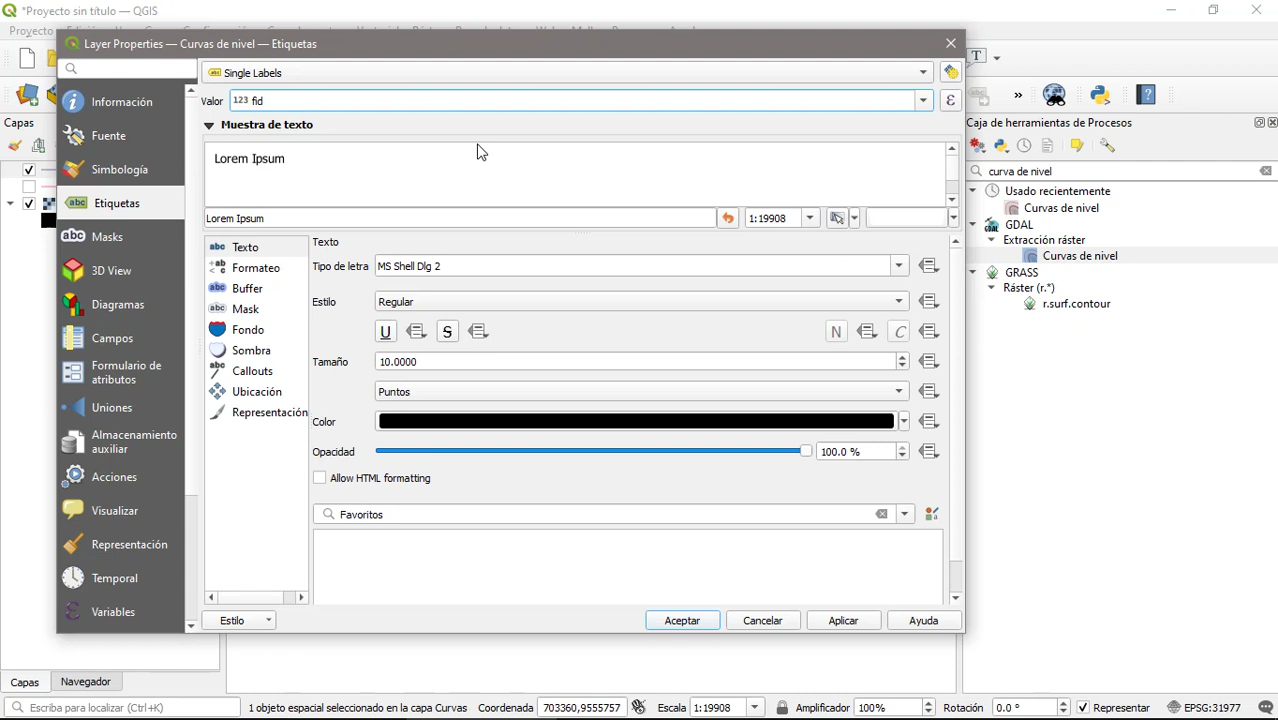 *Proyecto sin título — QGIS
Layer Properties — Curvas de nivel — Etiquetas
Single Labels
Valor 123 fid
ε
Muestra de texto
Lorem Ipsum
Lorem Ipsum
1:19908
Información
Fuente
Simbología
abc Etiquetas
abc Masks
3D View
Diagramas
Campos
Formulario de
atributos
Uniones
Almacenamiento
auxiliar
Acciones
Visualizar
Representación
Temporal
Variables
abc Texto
Formateo
abc Buffer
abc Mask
Fondo
Sombra
abc Callouts
Ubicación
Representación
Texto
Tipo de letra MS Shell Dlg 2
Estilo Regular
U S N C
Tamaño 10.0000
Puntos
Color
Opacidad 100.0 %
Allow HTML formatting
Favoritos
Estilo
Aceptar
Cancelar
Aplicar
Ayuda
Capas
Caja de herramientas de Procesos
curva de nivel
Usado recientemente
Curvas de nivel
GDAL
Extracción ráster
Curvas de nivel
GRASS
Ráster (r.*)
r.surf.contour
Capas
Navegador
Escriba para localizar (Ctrl+K)
1 objeto espacial seleccionado en la capa Curvas
Coordenada 703360,9555757
Escala 1:19908
Amplificador 100%
Rotación 0.0 °
Representar
EPSG:31977